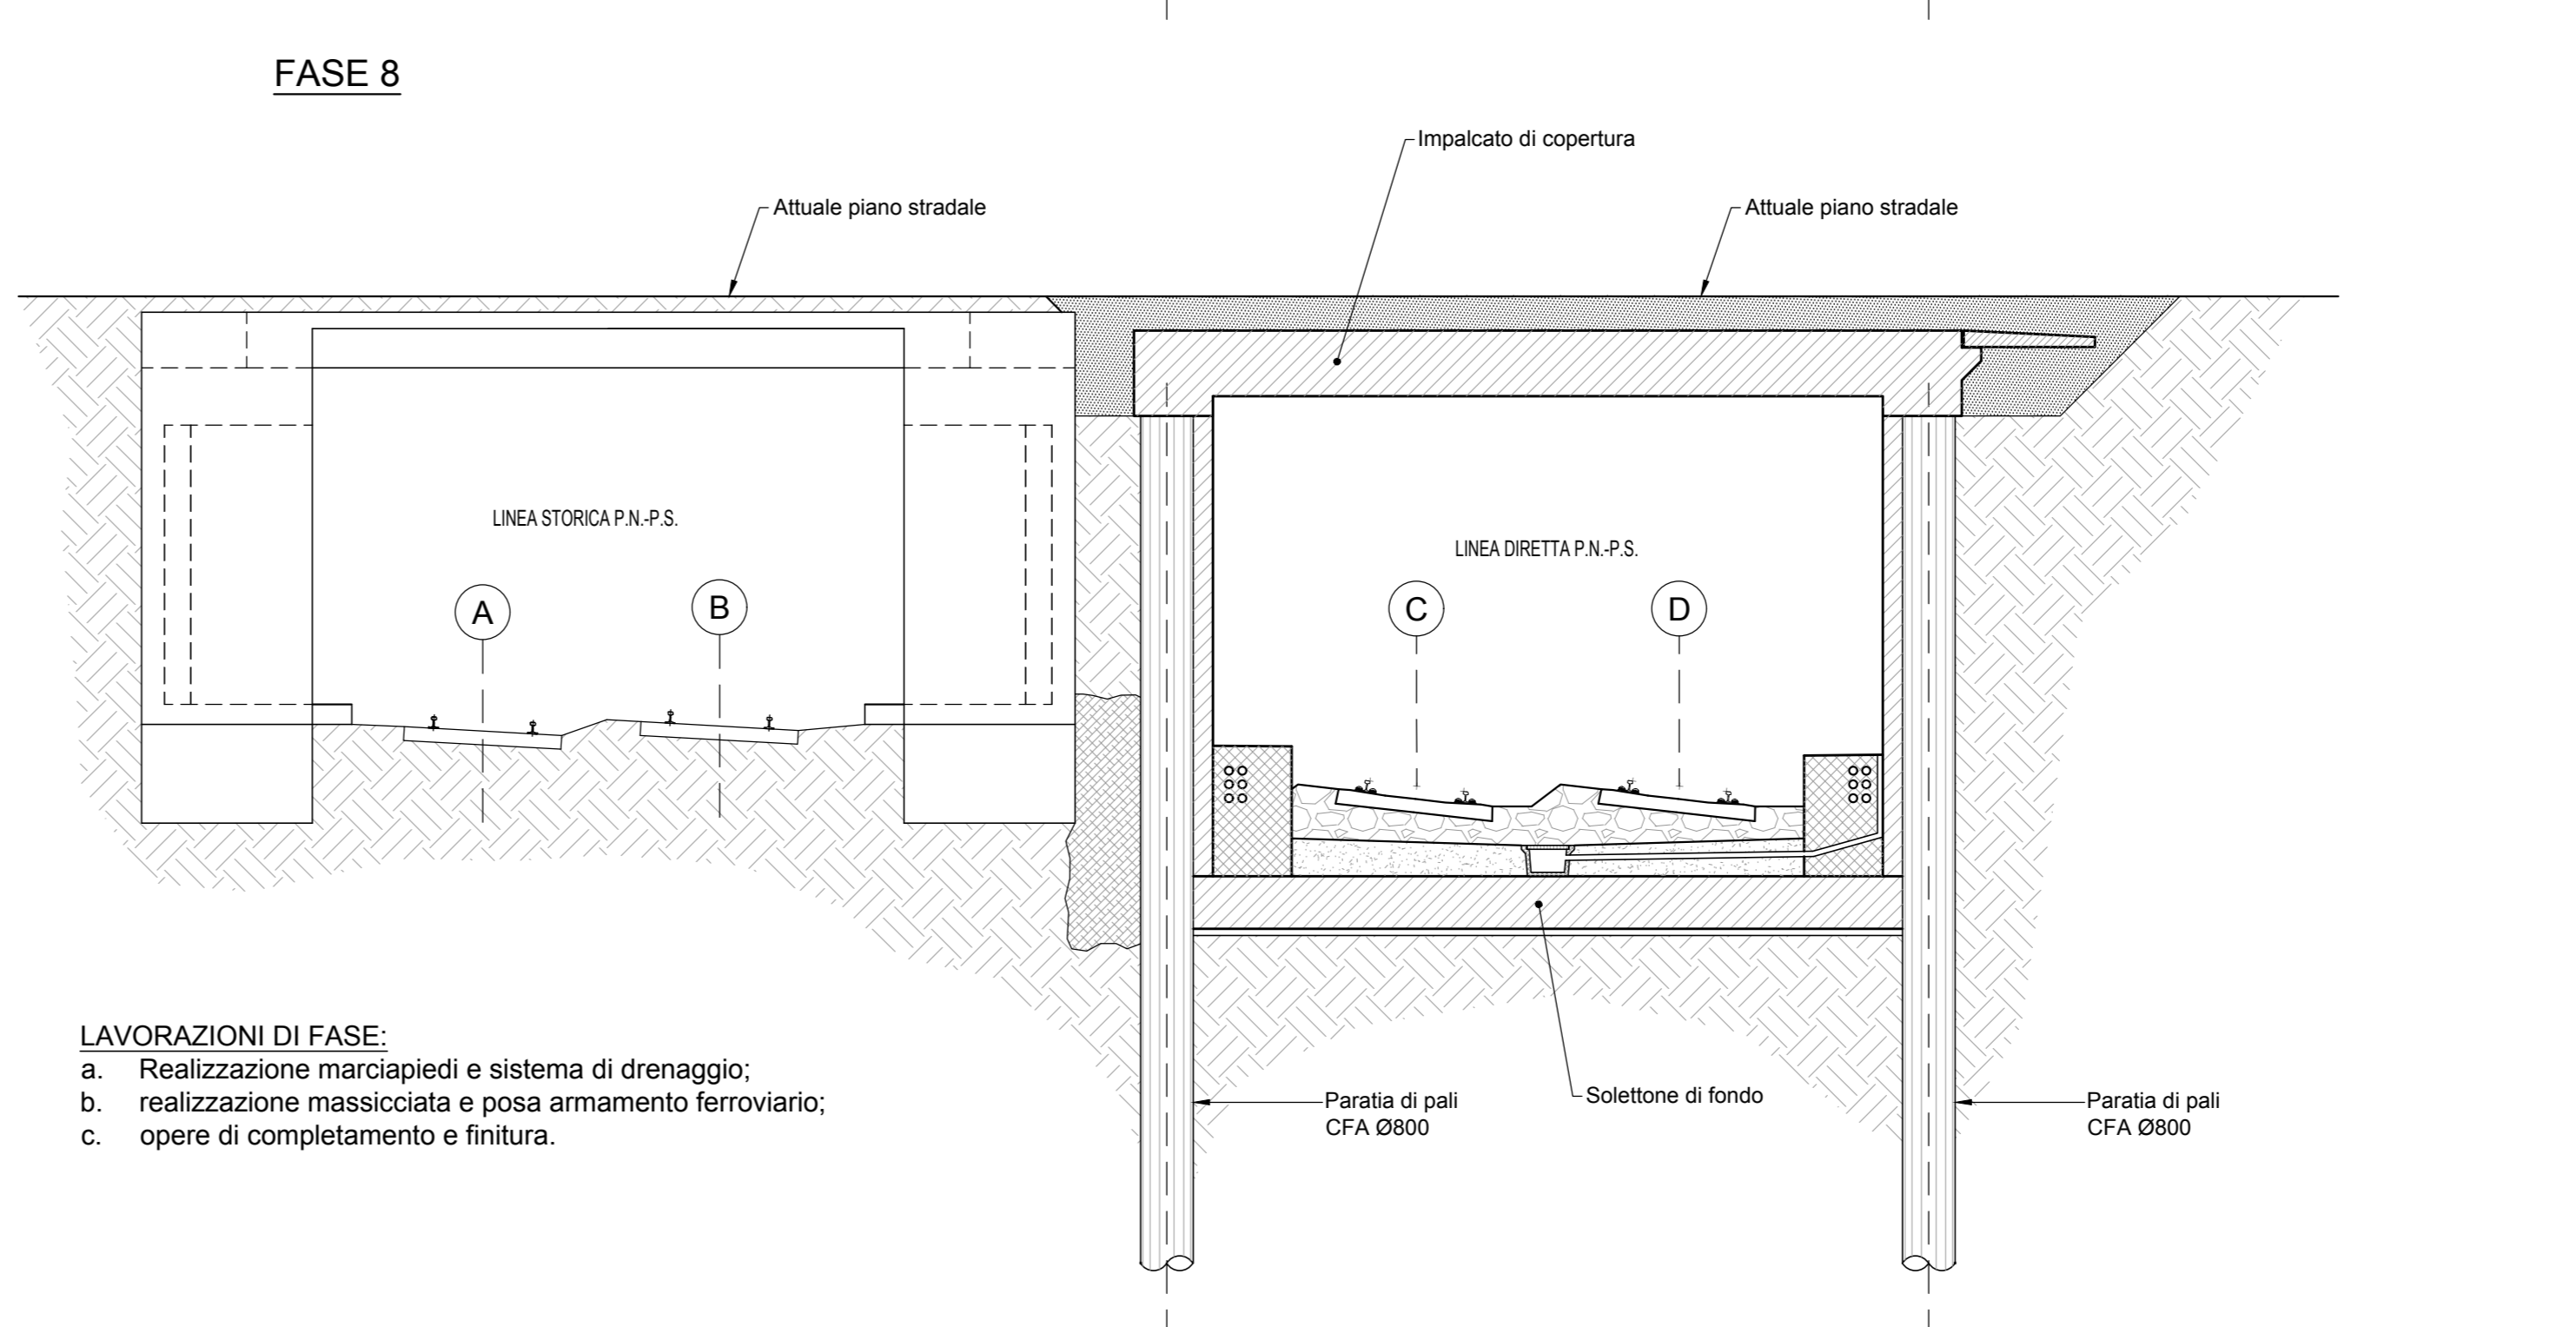 FASE 8
Impalcato di copertura
Attuale piano stradale
Attuale piano stradale
LINEA STORICA P.N.-P.S.
LINEA DIRETTA P.N.-P.S.
A
B
C
D
LAVORAZIONI DI FASE:
a. Realizzazione marciapiedi e sistema di drenaggio;
b. realizzazione massicciata e posa armamento ferroviario;
c. opere di completamento e finitura.
Paratia di pali
CFA Ø800
Solettone di fondo
Paratia di pali
CFA Ø800